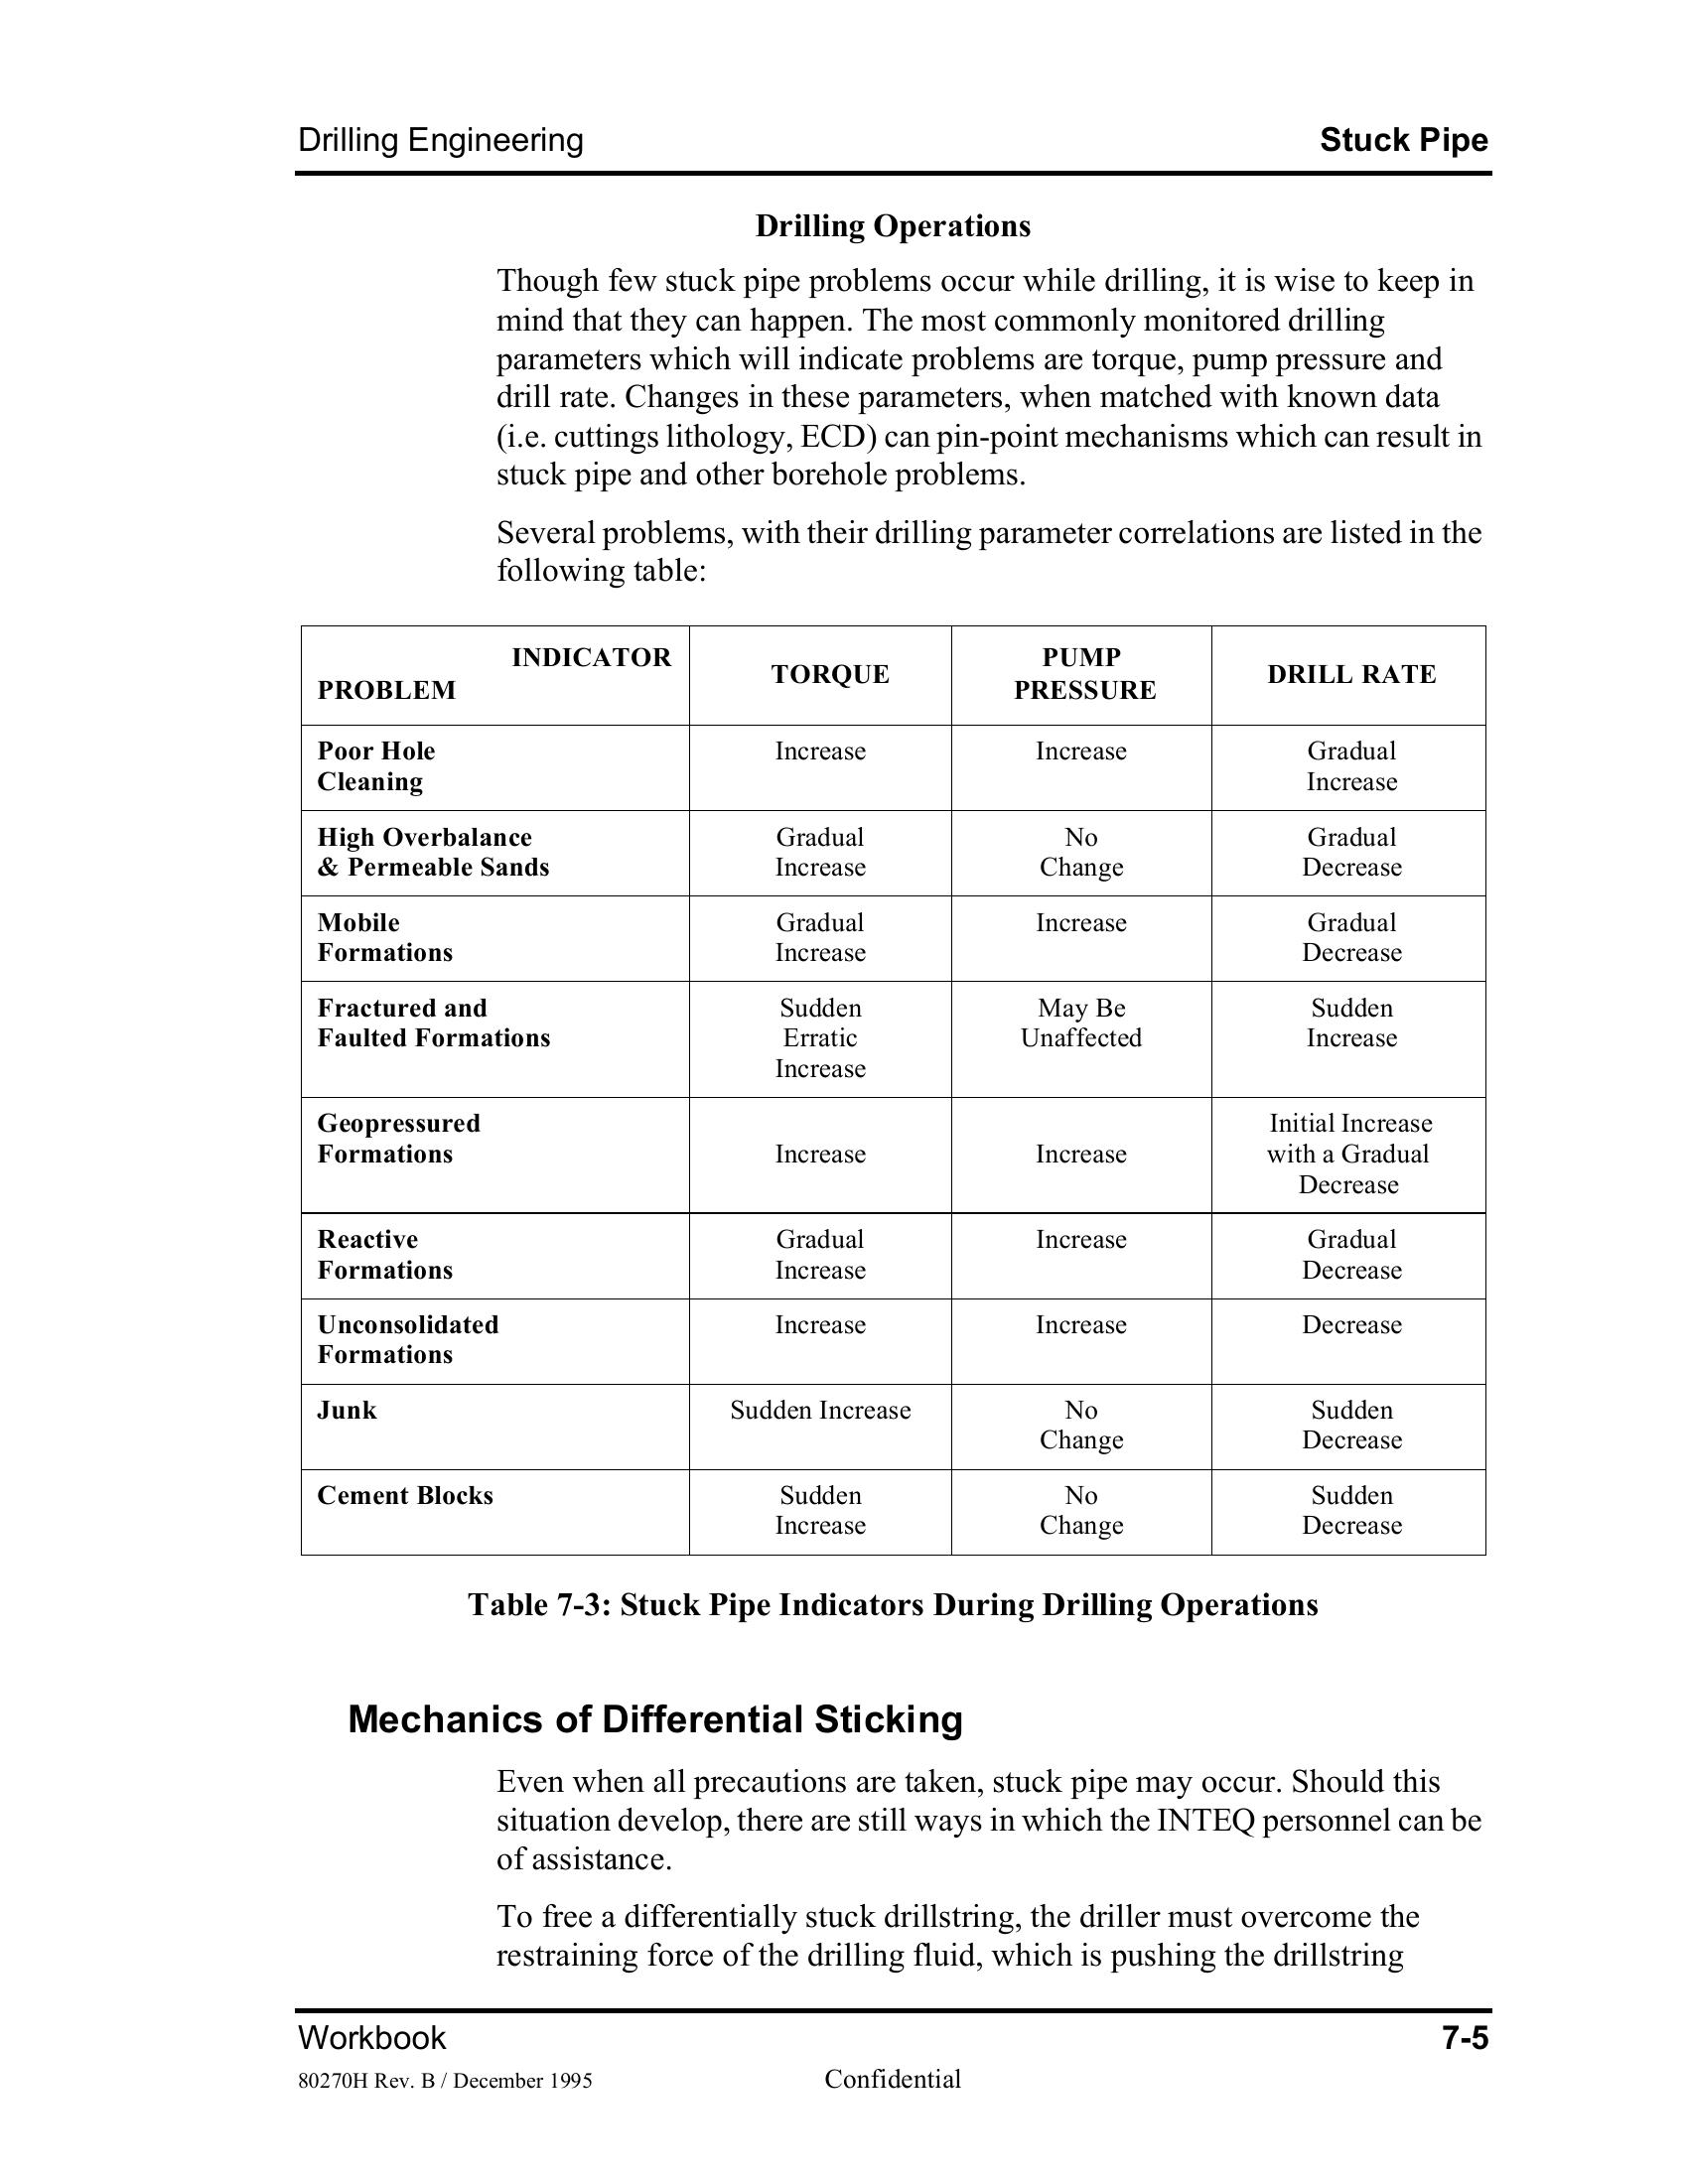 Drilling Engineering
Stuck Pipe
Drilling Operations
Though few stuck pipe problems occur while drilling, it is wise to keep in
mind that they can happen. The most commonly monitored drilling
parameters which will indicate problems are torque, pump pressure and
drill rate. Changes in these parameters, when matched with known data
(i.e. cuttings lithology, ECD) can pin-point mechanisms which can result in
stuck pipe and other borehole problems.
Several problems, with their drilling parameter correlations are listed in the
following table:
INDICATOR
PROBLEM
TORQUE
PUMP
PRESSURE
DRILL RATE
Poor Hole
Cleaning
Increase
Increase
Gradual
Increase
High Overbalance
& Permeable Sands
Gradual
Increase
No
Change
Gradual
Decrease
Mobile
Formations
Gradual
Increase
Increase
Gradual
Decrease
Fractured and
Faulted Formations
Sudden
Erratic
Increase
May Be
Unaffected
Sudden
Increase
Geopressured
Formations
Increase
Increase
Initial Increase
with a Gradual
Decrease
Reactive
Formations
Gradual
Increase
Increase
Gradual
Decrease
Unconsolidated
Formations
Increase
Increase
Decrease
Junk
Sudden Increase
No
Change
Sudden
Decrease
Cement Blocks
Sudden
Increase
No
Change
Sudden
Decrease
Table 7-3: Stuck Pipe Indicators During Drilling Operations
Mechanics of Differential Sticking
Even when all precautions are taken, stuck pipe may occur. Should this
situation develop, there are still ways in which the INTEQ personnel can be
of assistance.
To free a differentially stuck drillstring, the driller must overcome the
restraining force of the drilling fluid, which is pushing the drillstring
Workbook
7-5
80270H Rev. B / December 1995
Confidential